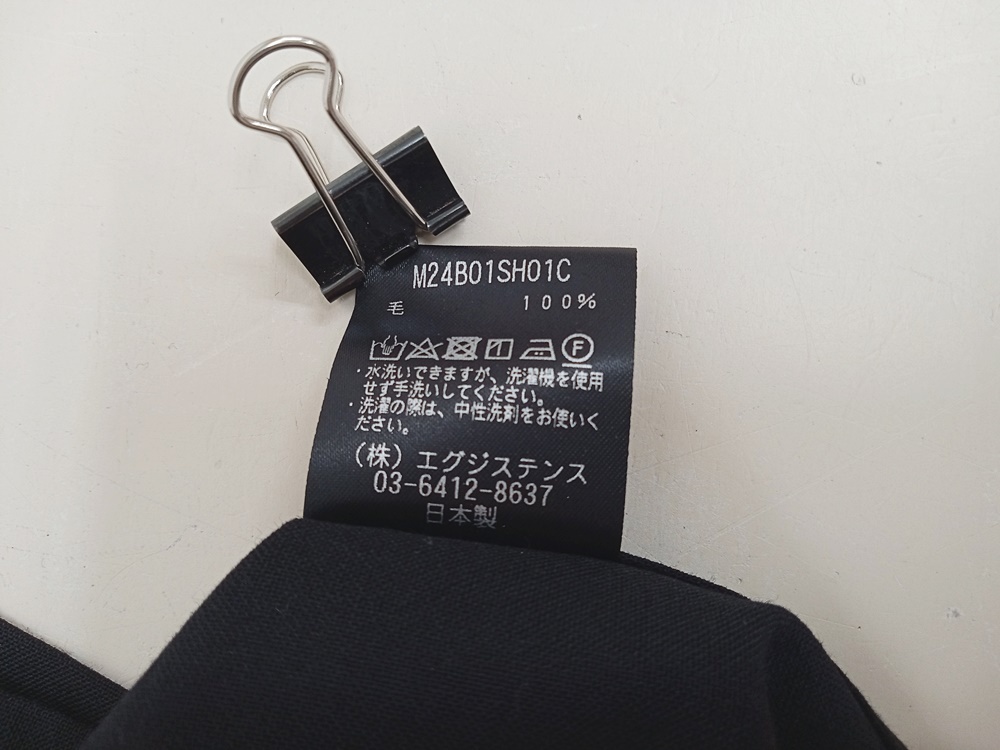 M24B01SH01C
毛 100%
F
・水洗いできますが、洗濯機を使用
せず手洗いしてください。
・洗濯の際は、中性洗剤をお使いく
ださい。
(株)エグジステンス
03-6412-8637
日本製